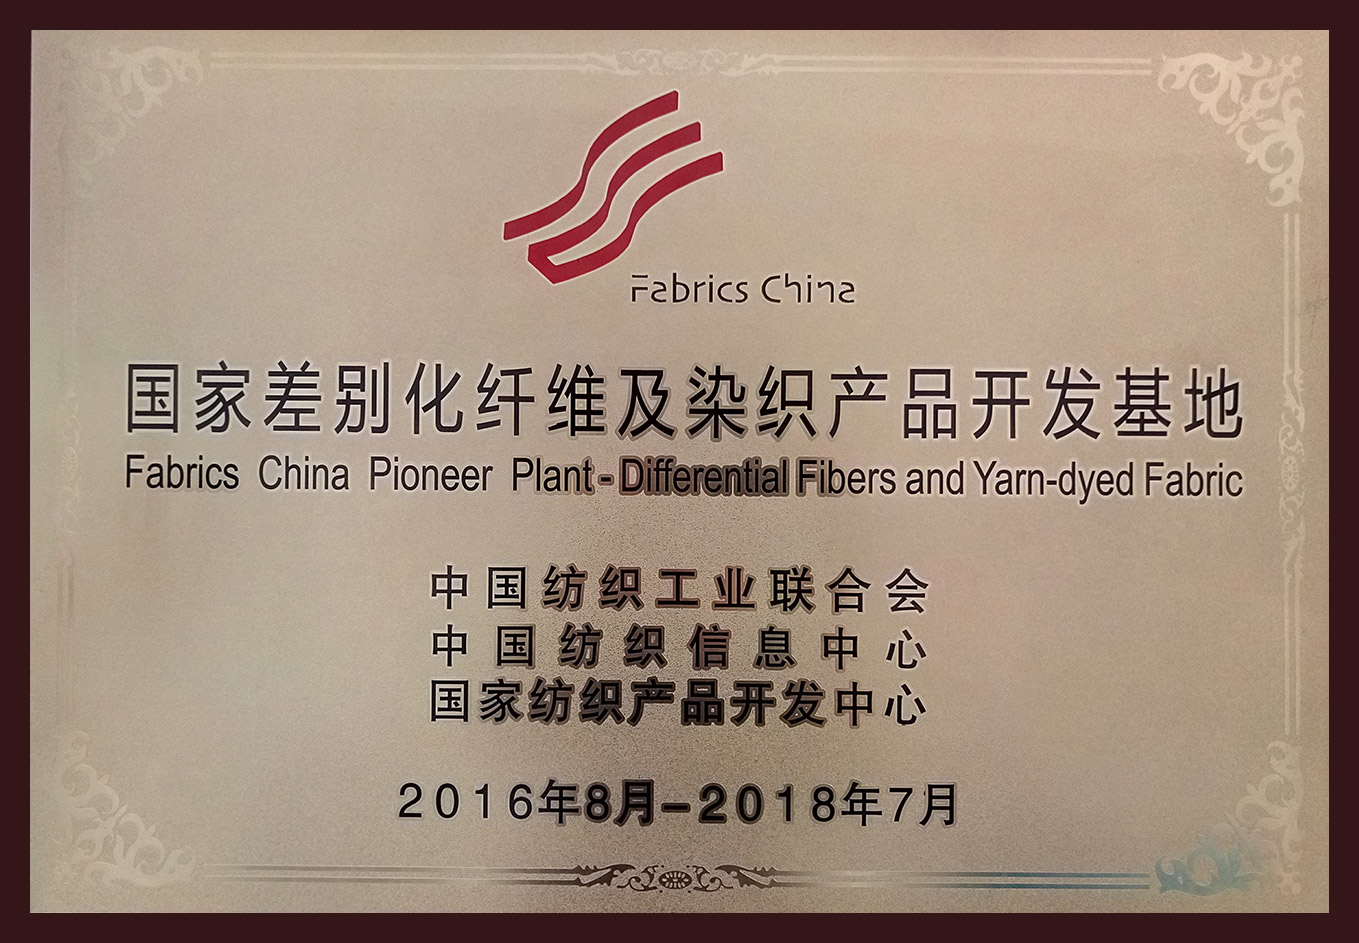 Fabrics China
国家差别化纤维及染织产品开发基地
Fabrics China Pioneer Plant-Differential Fibers and Yarn-dyed Fabric
中国纺织工业联合会
中国纺织信息中心
国家纺织产品开发中心
2016年8月-2018年7月